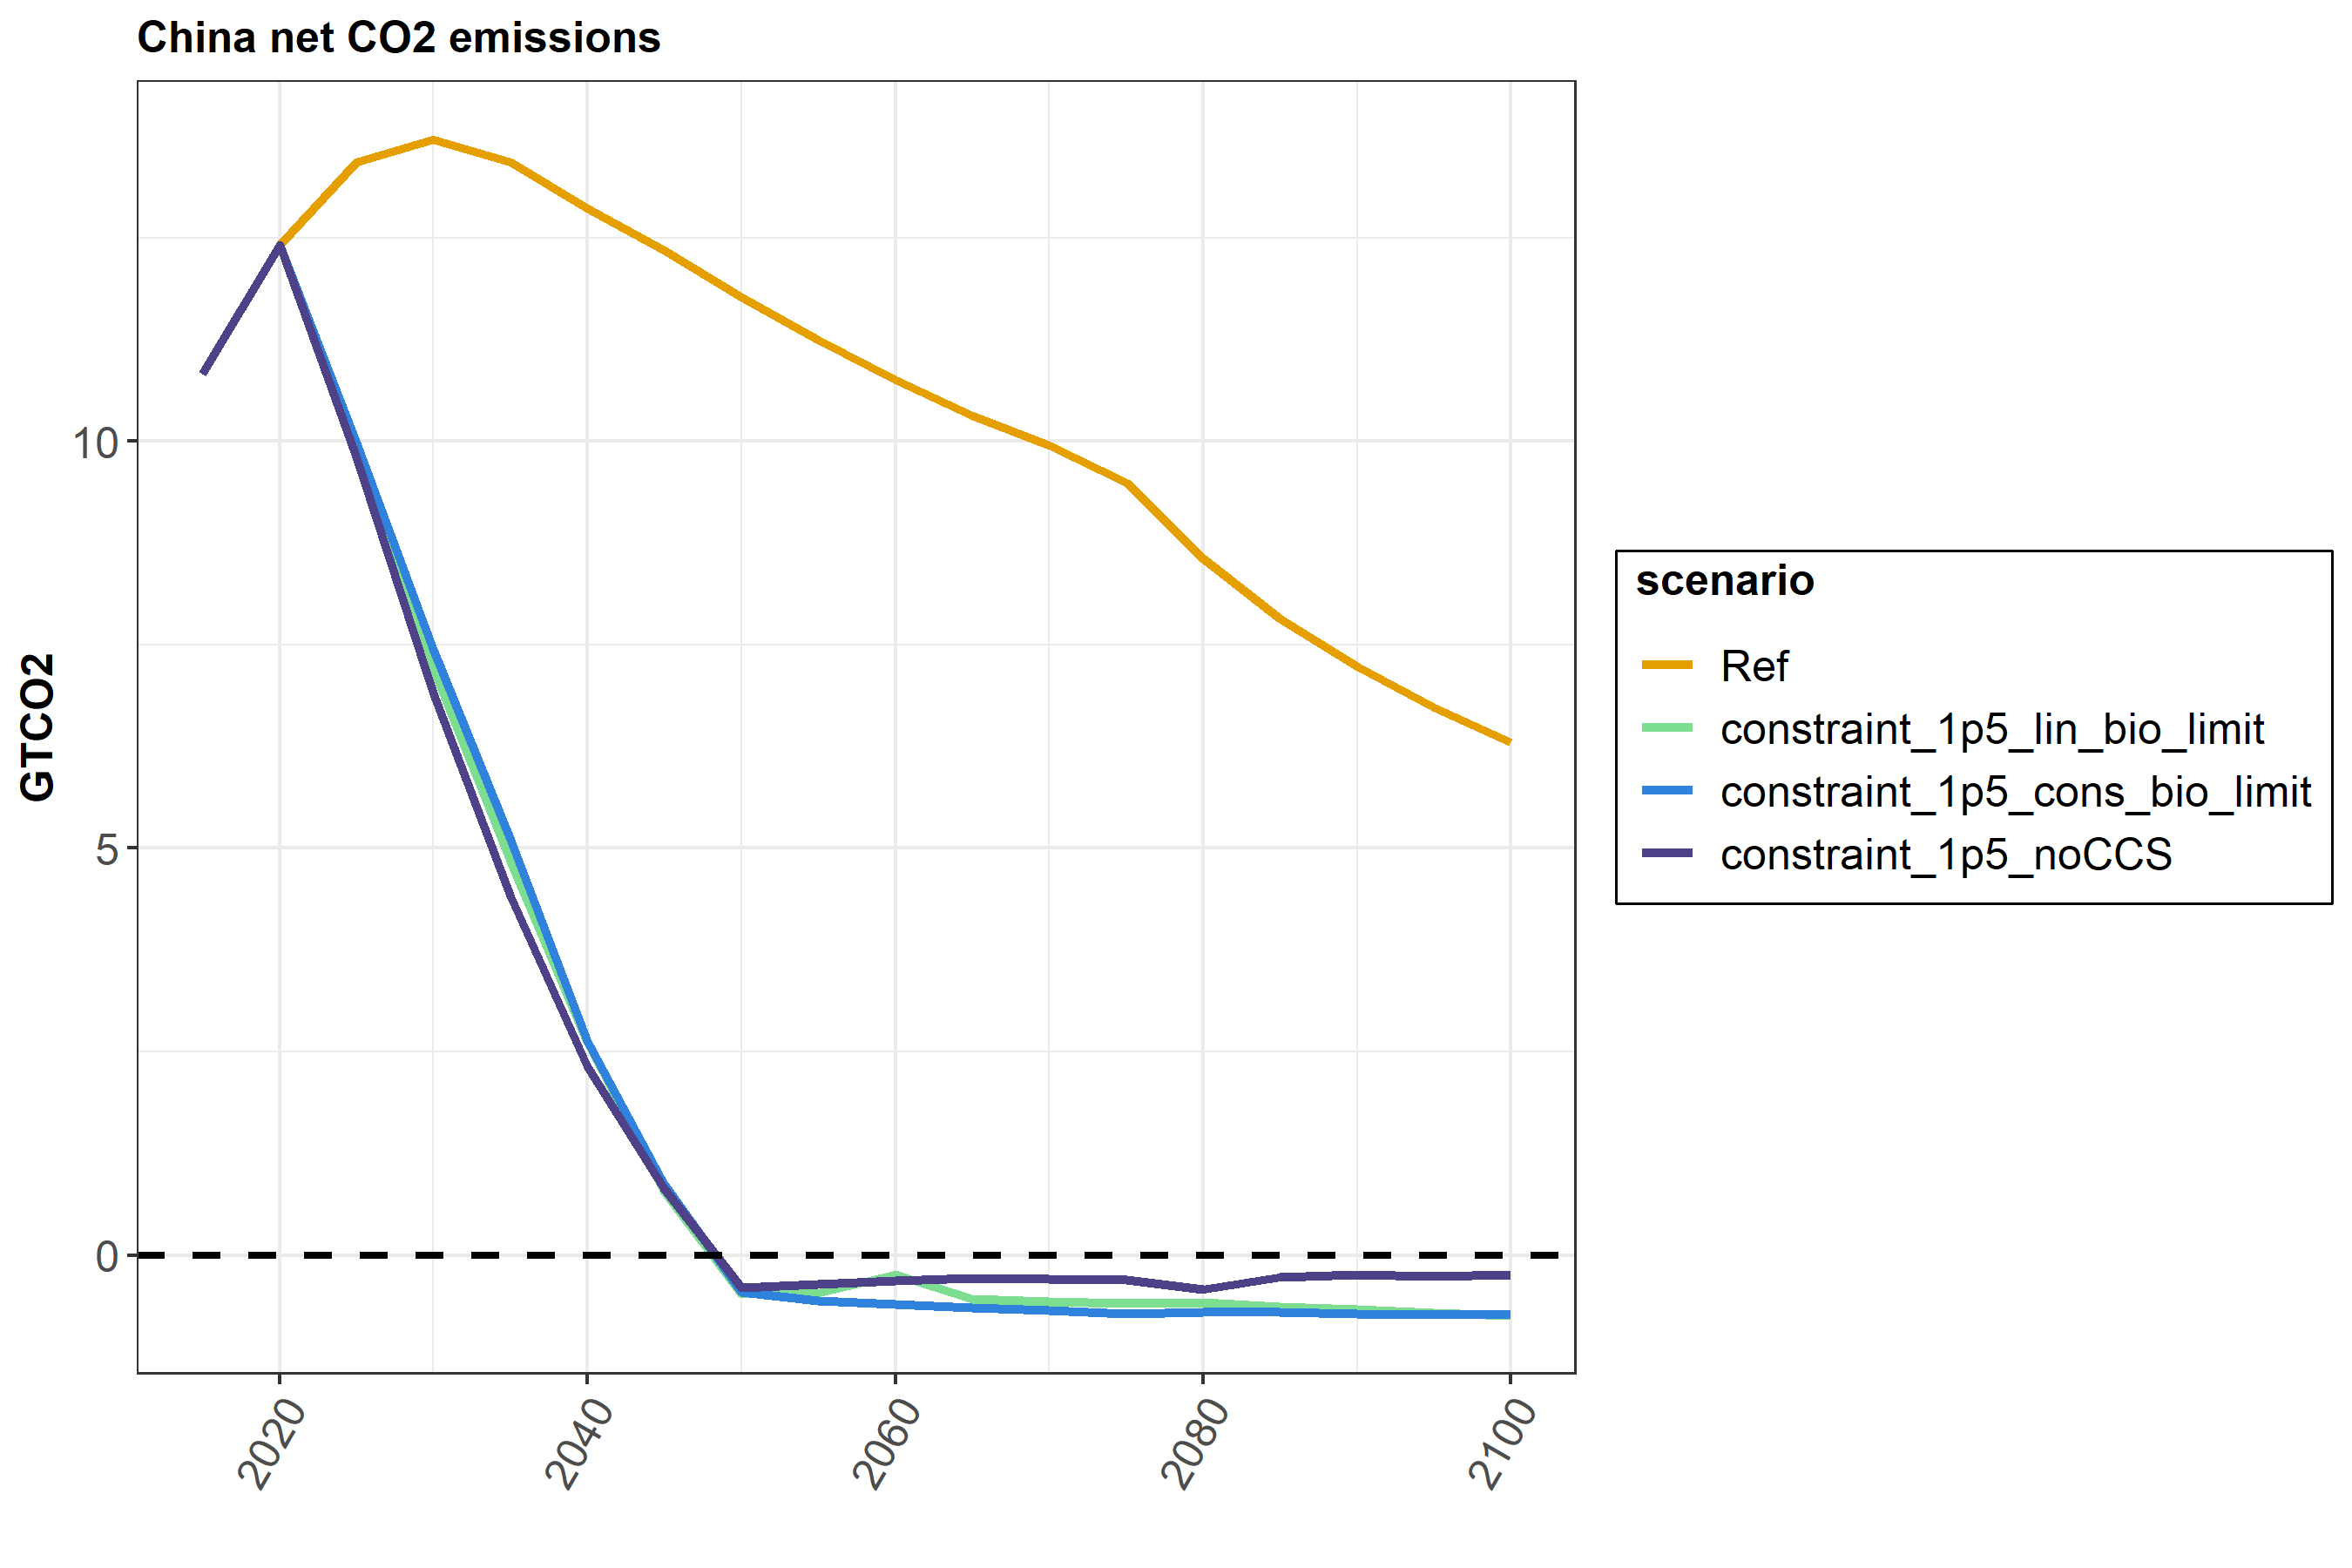 China net CO2 emissions
GTCO2
10
5
0
2020
2040
2060
2080
2100
scenario
Ref
constraint_1p5_lin_bio_limit
constraint_1p5_cons_bio_limit
constraint_1p5_noCCS